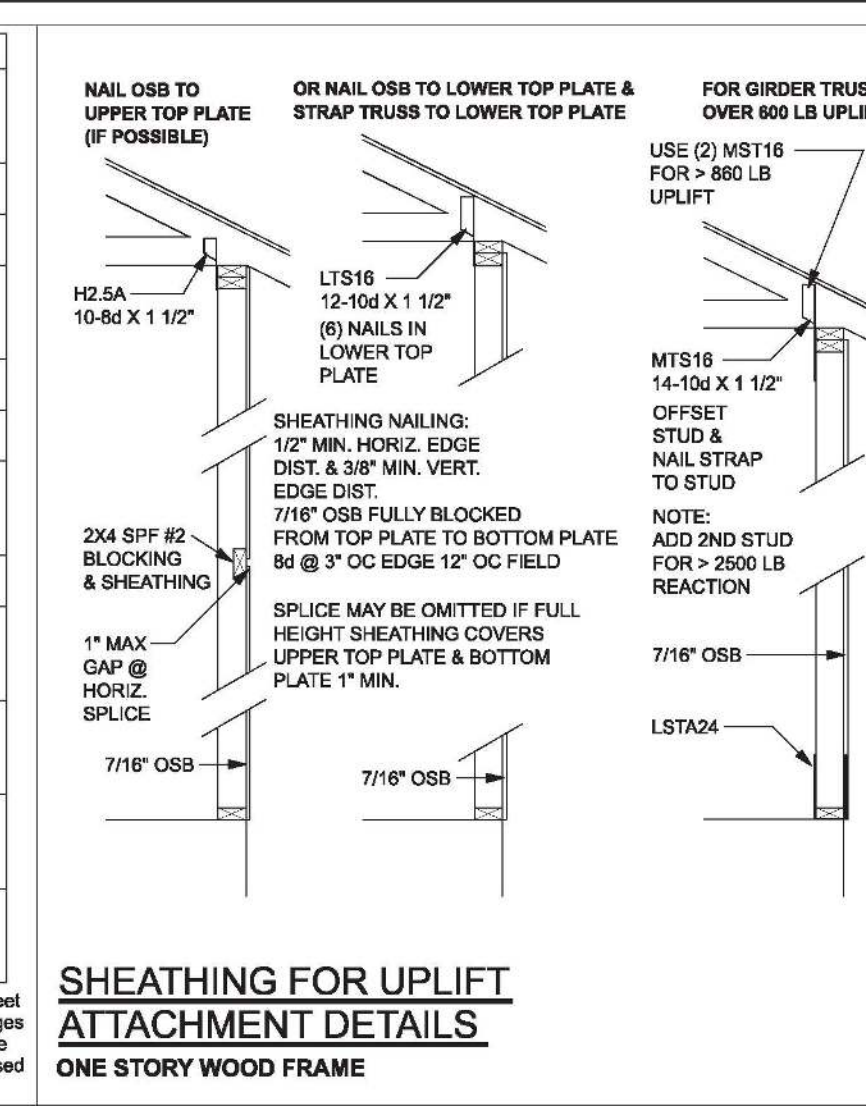 NAIL OSB TO
UPPER TOP PLATE
(IF POSSIBLE)
H2.5A
10-8d X 1 1/2"
2X4 SPF #2
BLOCKING
& SHEATHING
1" MAX
GAP @
HORIZ.
SPLICE
7/16" OSB
OR NAIL OSB TO LOWER TOP PLATE &
STRAP TRUSS TO LOWER TOP PLATE
LTS16
12-10d X 1 1/2"
(6) NAILS IN
LOWER TOP
PLATE
SHEATHING NAILING:
1/2" MIN. HORIZ. EDGE
DIST. & 3/8" MIN. VERT.
EDGE DIST.
7/16" OSB FULLY BLOCKED
FROM TOP PLATE TO BOTTOM PLATE
8d @ 3" OC EDGE 12" OC FIELD
SPLICE MAY BE OMITTED IF FULL
HEIGHT SHEATHING COVERS
UPPER TOP PLATE & BOTTOM
PLATE 1" MIN.
7/16" OSB
FOR GIRDER TRUS
OVER 600 LB UPLI
USE (2) MST16
FOR > 860 LB
UPLIFT
MTS16
14-10d X 1 1/2"
OFFSET
STUD &
NAIL STRAP
TO STUD
NOTE:
ADD 2ND STUD
FOR > 2500 LB
REACTION
7/16" OSB
LSTA24
SHEATHING FOR UPLIFT
ATTACHMENT DETAILS
ONE STORY WOOD FRAME